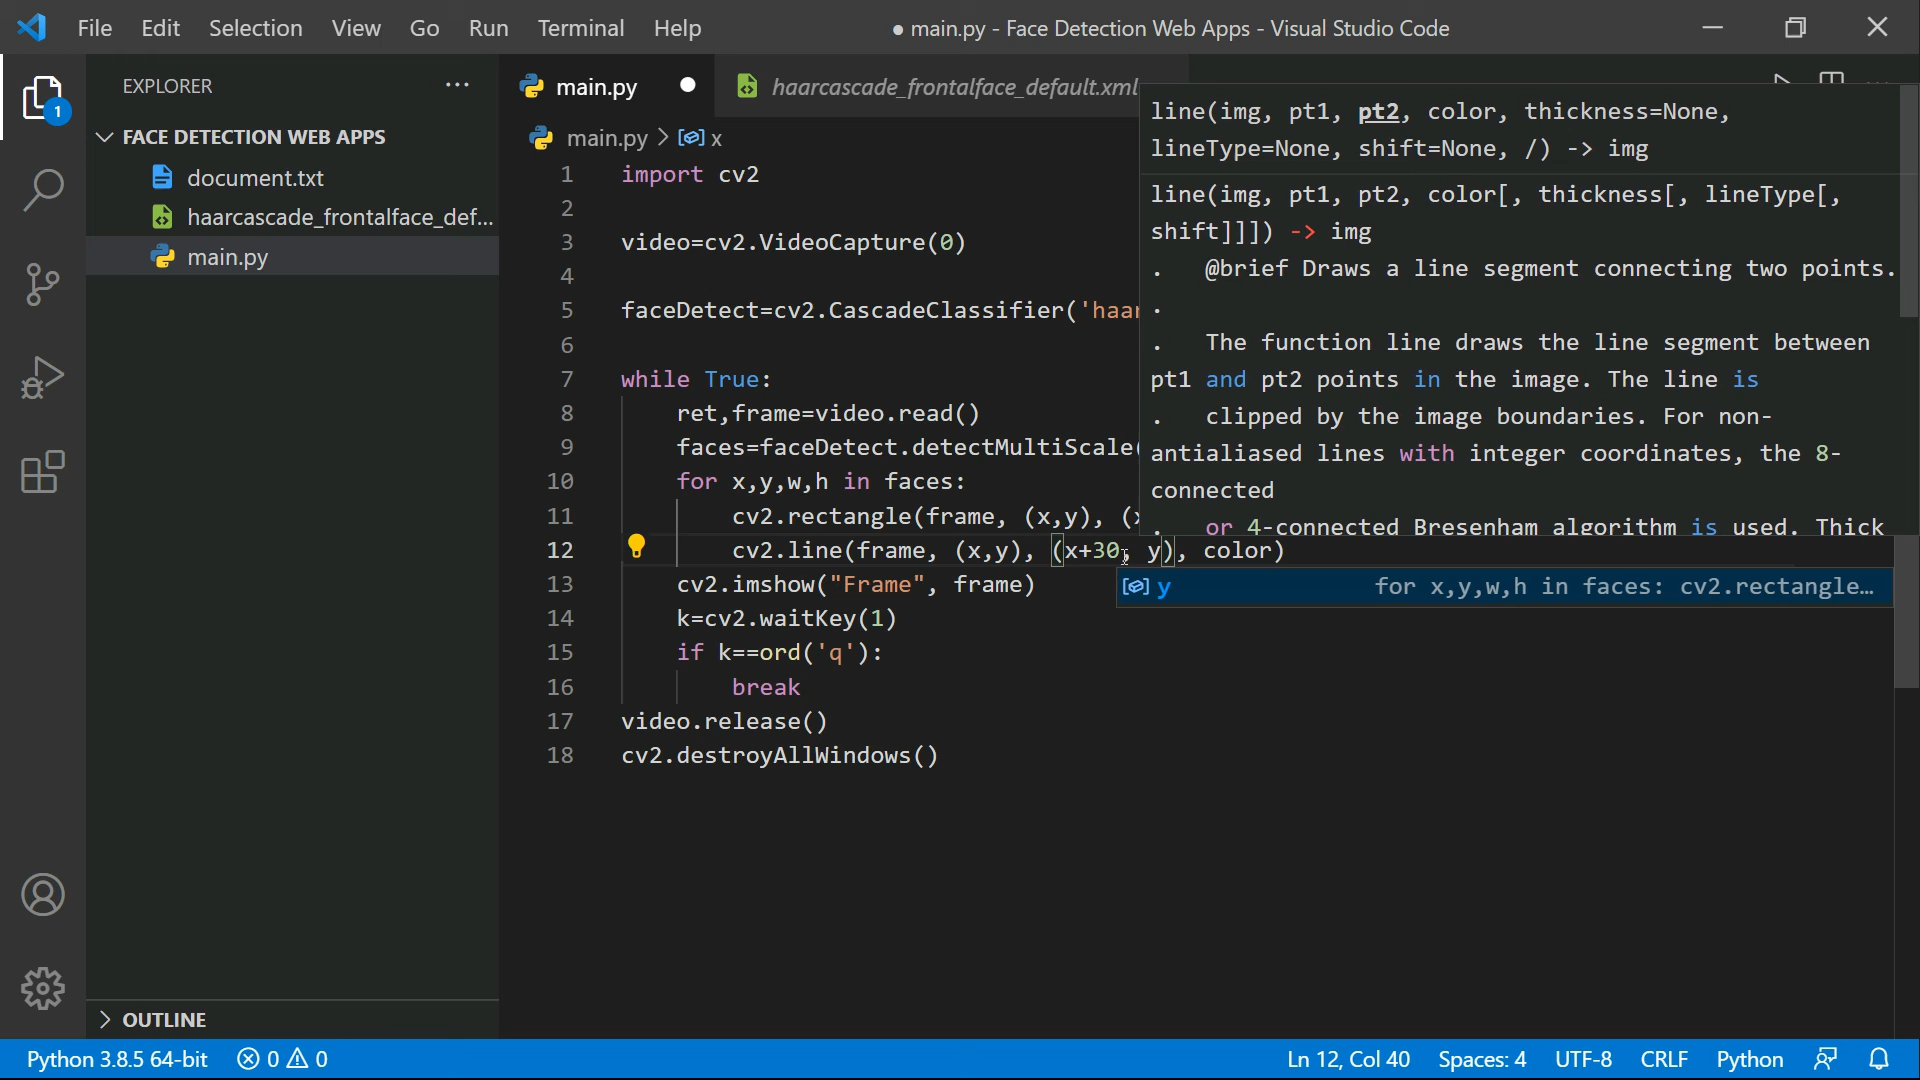 File Edit Selection View Go Run Terminal Help
● main.py - Face Detection Web Apps - Visual Studio Code
1
EXPLORER ...
FACE DETECTION WEB APPS
document.txt
haarcascade_frontalface_def...
main.py
OUTLINE
main.py ● haarcascade_frontalface_default.xml
main.py > x
1 import cv2
2
3 video=cv2.VideoCapture(0)
4
5 faceDetect=cv2.CascadeClassifier('haar
6
7 while True:
8 ret,frame=video.read()
9 faces=faceDetect.detectMultiScale(
10 for x,y,w,h in faces:
11 cv2.rectangle(frame, (x,y), (x
12 cv2.line(frame, (x,y), (x+30, y), color)
13 cv2.imshow("Frame", frame)
14 k=cv2.waitKey(1)
15 if k==ord('q'):
16 break
17 video.release()
18 cv2.destroyAllWindows()
line(img, pt1, pt2, color, thickness=None,
lineType=None, shift=None, /) -> img
line(img, pt1, pt2, color[, thickness[, lineType[,
shift]]]) -> img
. @brief Draws a line segment connecting two points.
.
. The function line draws the line segment between
pt1 and pt2 points in the image. The line is
. clipped by the image boundaries. For non-
antialiased lines with integer coordinates, the 8-
connected
. or 4-connected Bresenham algorithm is used. Thick
y for x,y,w,h in faces: cv2.rectangle...
Python 3.8.5 64-bit 0 0 Ln 12, Col 40 Spaces: 4 UTF-8 CRLF Python